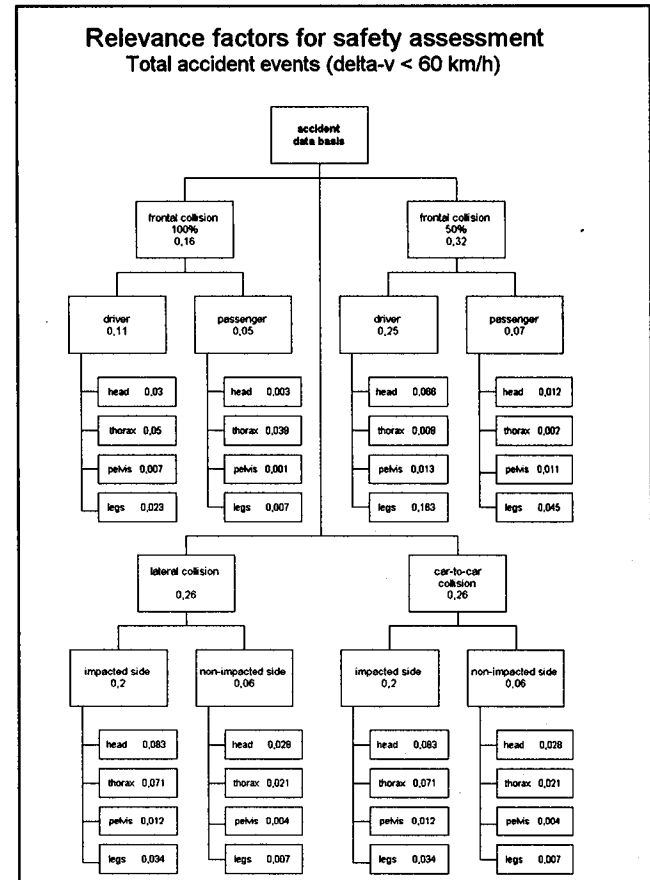 Relevance factors for safety assessment
Total accident events (delta-v < 60 km/h)
accident
data basis
frontal collision
100%
0,16
frontal collision
50%
0,32
driver
0,11
passenger
0,05
driver
0,25
passenger
0,07
head 0,03
thorax 0,05
pelvis 0,007
legs 0,023
head 0,003
thorax 0,039
pelvis 0,001
legs 0,007
head 0,066
thorax 0,009
pelvis 0,013
legs 0,163
head 0,012
thorax 0,002
pelvis 0,011
legs 0,045
lateral collision
0,26
car-to-car
collision
0,26
impacted side
0,2
non-impacted side
0,06
impacted side
0,2
non-impacted side
0,06
head 0,083
thorax 0,071
pelvis 0,012
legs 0,034
head 0,028
thorax 0,021
pelvis 0,004
legs 0,007
head 0,083
thorax 0,071
pelvis 0,012
legs 0,034
head 0,028
thorax 0,021
pelvis 0,004
legs 0,007